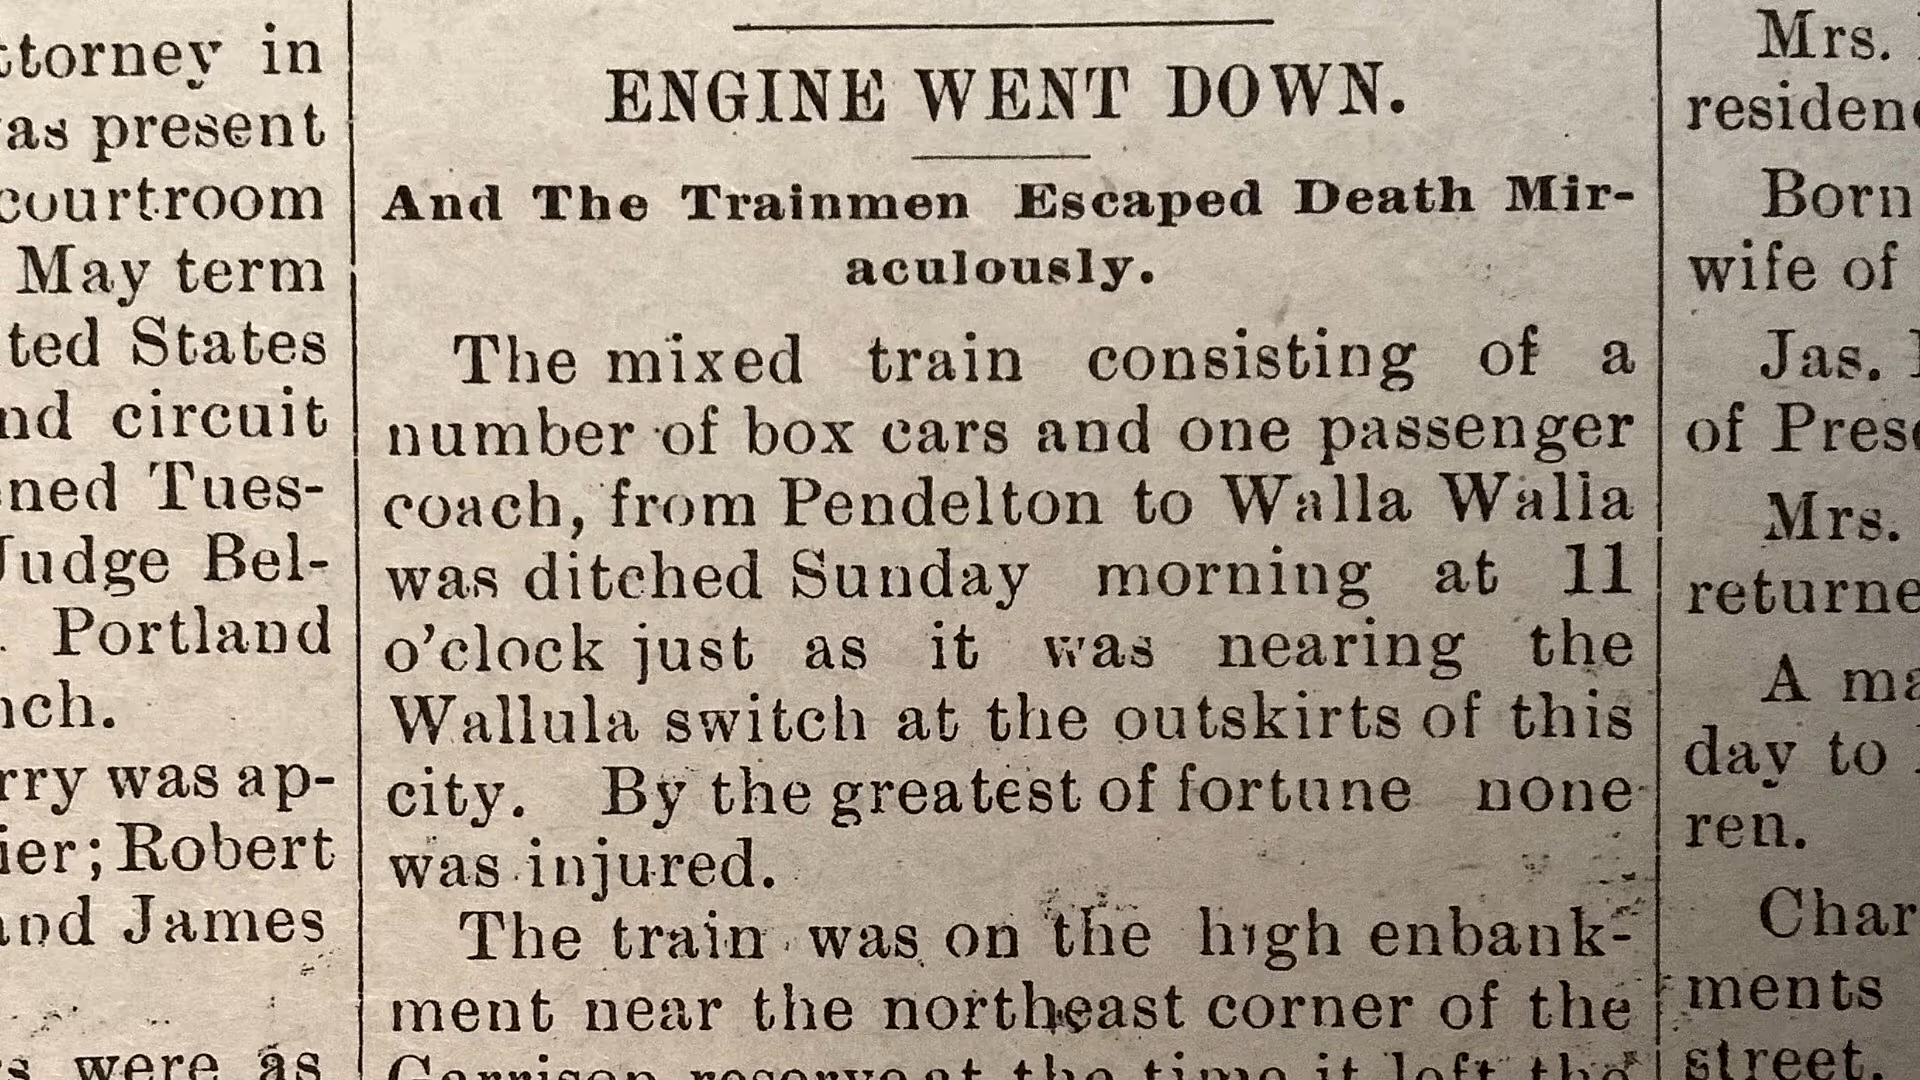 ttorney in
as present
courtroom
May term
ted States
nd circuit
ned Tues-
Judge Bel-
. Portland
ch.
rry was ap-
ier; Robert
and James
were as
ENGINE WENT DOWN.
And The Trainmen Escaped Death Mir-
aculously.
The mixed train consisting of a
number of box cars and one passenger
coach, from Pendelton to Walla Walla
was ditched Sunday morning at 11
o'clock just as it was nearing the
Wallula switch at the outskirts of this
city. By the greatest of fortune none
was injured.
The train was on the high enbank-
ment near the northeast corner of the
Garrison reserve at the time it left the
Mrs.
residen
Born
wife of
Jas.
of Pres
Mrs.
returne
A ma
day to
ren.
Char
ments
street.